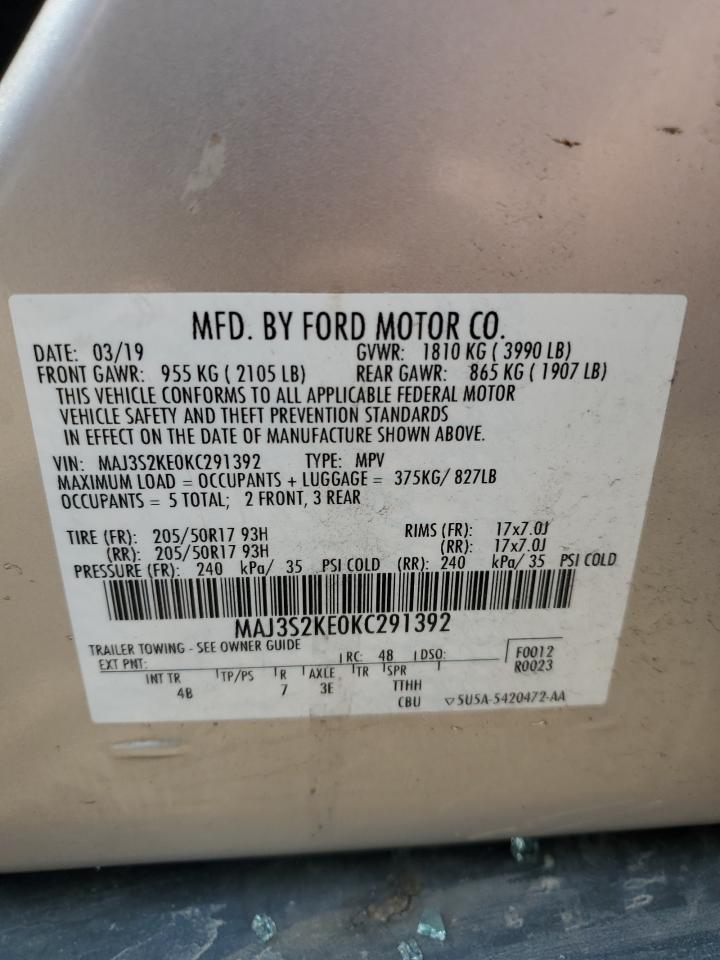 MFD. BY FORD MOTOR CO.
DATE: 03/19 GVWR: 1810 KG ( 3990 LB)
FRONT GAWR: 955 KG ( 2105 LB) REAR GAWR: 865 KG ( 1907 LB)
THIS VEHICLE CONFORMS TO ALL APPLICABLE FEDERAL MOTOR
VEHICLE SAFETY AND THEFT PREVENTION STANDARDS
IN EFFECT ON THE DATE OF MANUFACTURE SHOWN ABOVE.
VIN: MAJ3S2KE0KC291392 TYPE: MPV
MAXIMUM LOAD = OCCUPANTS + LUGGAGE = 375KG/ 827LB
OCCUPANTS = 5 TOTAL; 2 FRONT, 3 REAR
TIRE (FR): 205/50R17 93H RIMS (FR): 17x7.0J
(RR): 205/50R17 93H (RR): 17x7.0J
PRESSURE (FR): 240 kPa/ 35 PSI COLD (RR): 240 kPa/ 35 PSI COLD
MAJ3S2KE0KC291392
TRAILER TOWING - SEE OWNER GUIDE
EXT PNT: RC: 48 DSO: F0012
R0023
INT TR TP/PS R AXLE TR SPR
4B 7 3E TTHH
CBU ▽5U5A-5420472-AA